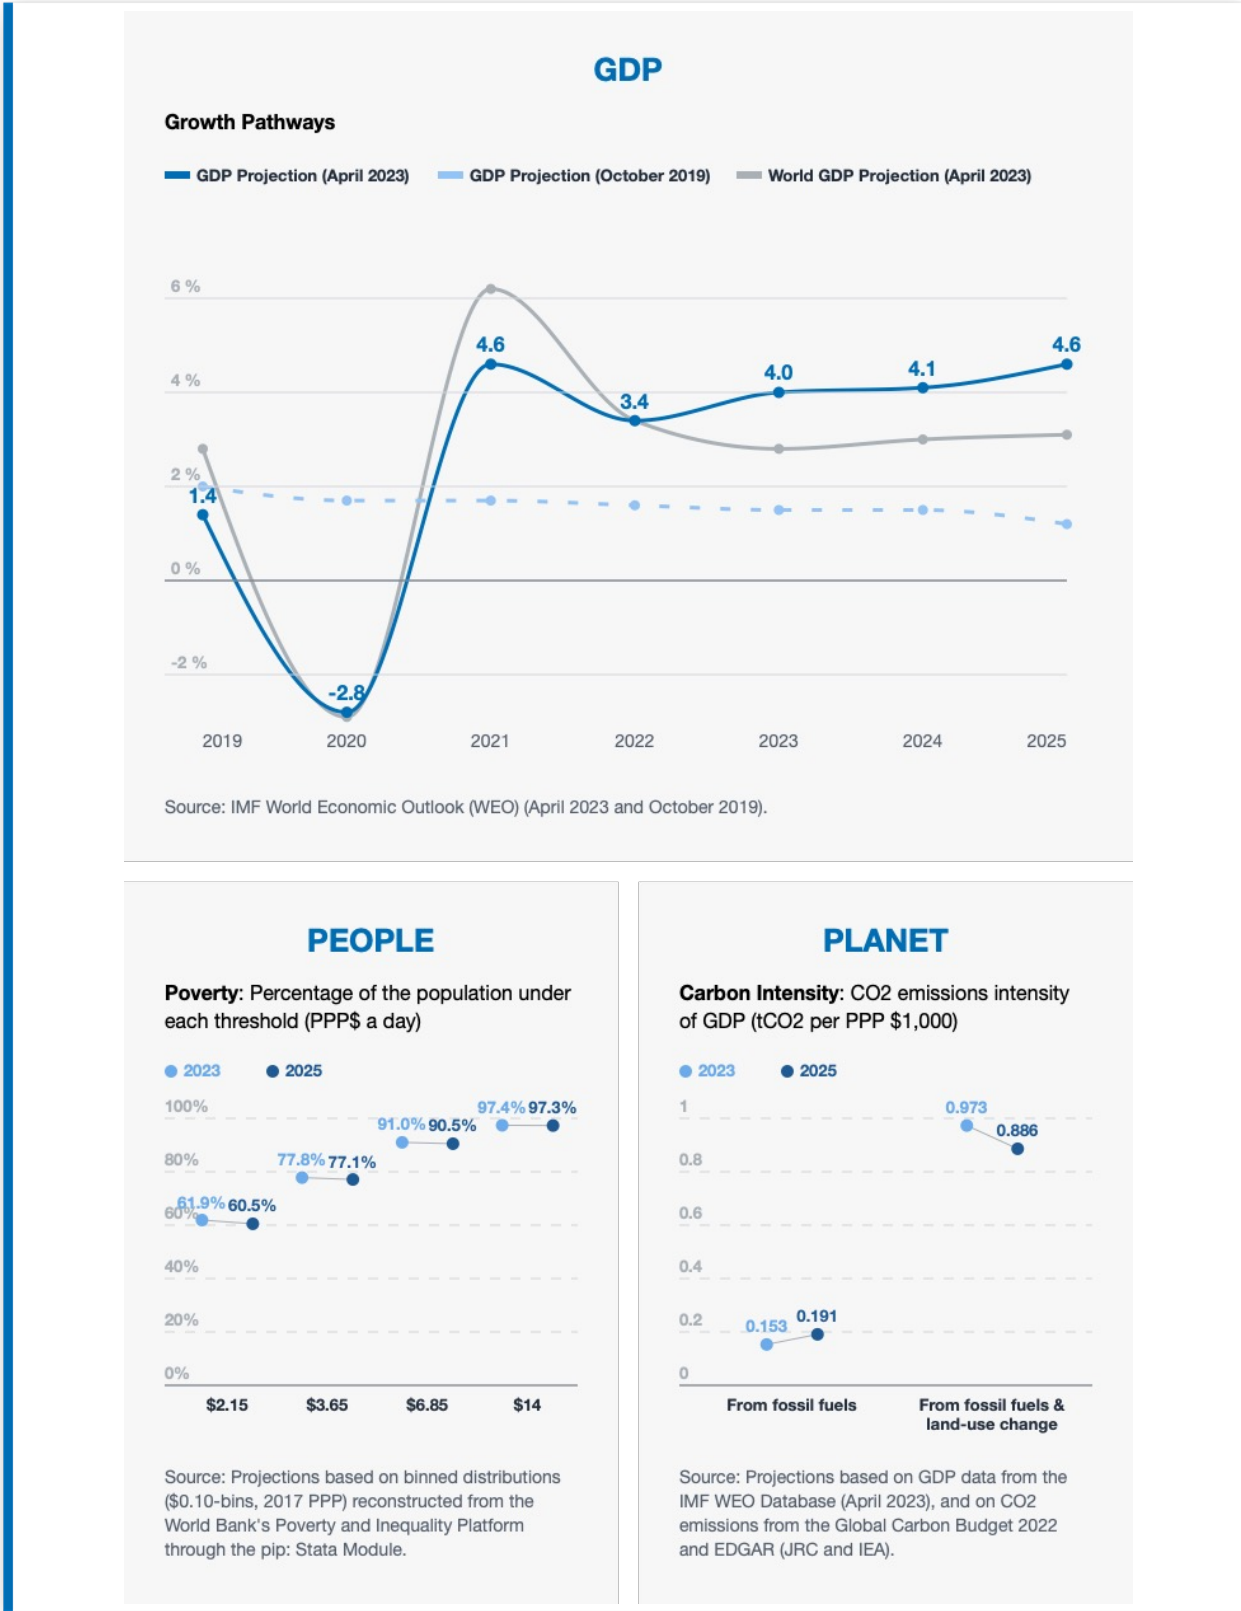 GDP
Growth Pathways
GDP Projection (April 2023) GDP Projection (October 2019) World GDP Projection (April 2023)
6 %
4.6
4.6
4.0
4.1
4 %
3.4
2 %
1.4
0 %
-2 %
-2.8
2019 2020 2021 2022 2023 2024 2025
Source: IMF World Economic Outlook (WEO) (April 2023 and October 2019).
PEOPLE
Poverty: Percentage of the population under
each threshold (PPP$ a day)
2023 2025
100%
97.4% 97.3%
91.0% 90.5%
80%
77.8% 77.1%
61.9% 60.5%
60%
40%
20%
0%
$2.15 $3.65 $6.85 $14
Source: Projections based on binned distributions
($0.10-bins, 2017 PPP) reconstructed from the
World Bank's Poverty and Inequality Platform
through the pip: Stata Module.
PLANET
Carbon Intensity: CO2 emissions intensity
of GDP (tCO2 per PPP $1,000)
2023 2025
1
0.973
0.886
0.8
0.6
0.4
0.2
0.153
0.191
0
From fossil fuels
From fossil fuels &
land-use change
Source: Projections based on GDP data from the
IMF WEO Database (April 2023), and on CO2
emissions from the Global Carbon Budget 2022
and EDGAR (JRC and IEA).